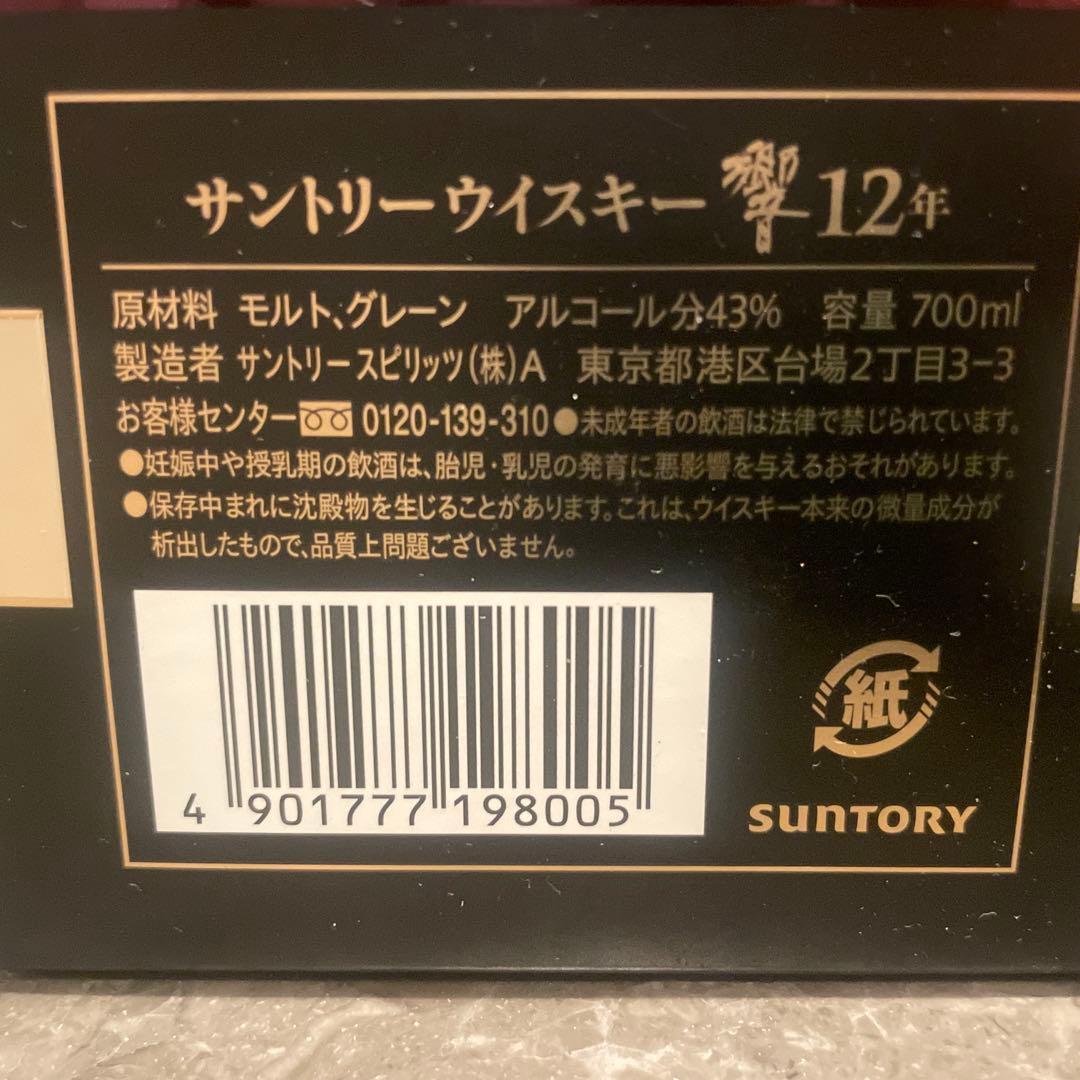 サントリーウイスキー 響 12年
原材料 モルト、グレーン アルコール分43% 容量 700ml
製造者 サントリースピリッツ(株)A 東京都港区台場2丁目3-3
お客様センター 0120-139-310 ●未成年者の飲酒は法律で禁じられています。
●妊娠中や授乳期の飲酒は、胎児・乳児の発育に悪影響を与えるおそれがあります。
●保存中まれに沈殿物を生じることがあります。これは、ウイスキー本来の微量成分が
析出したもので、品質上問題ございません。
紙
4 901777 198005
SUNTORY